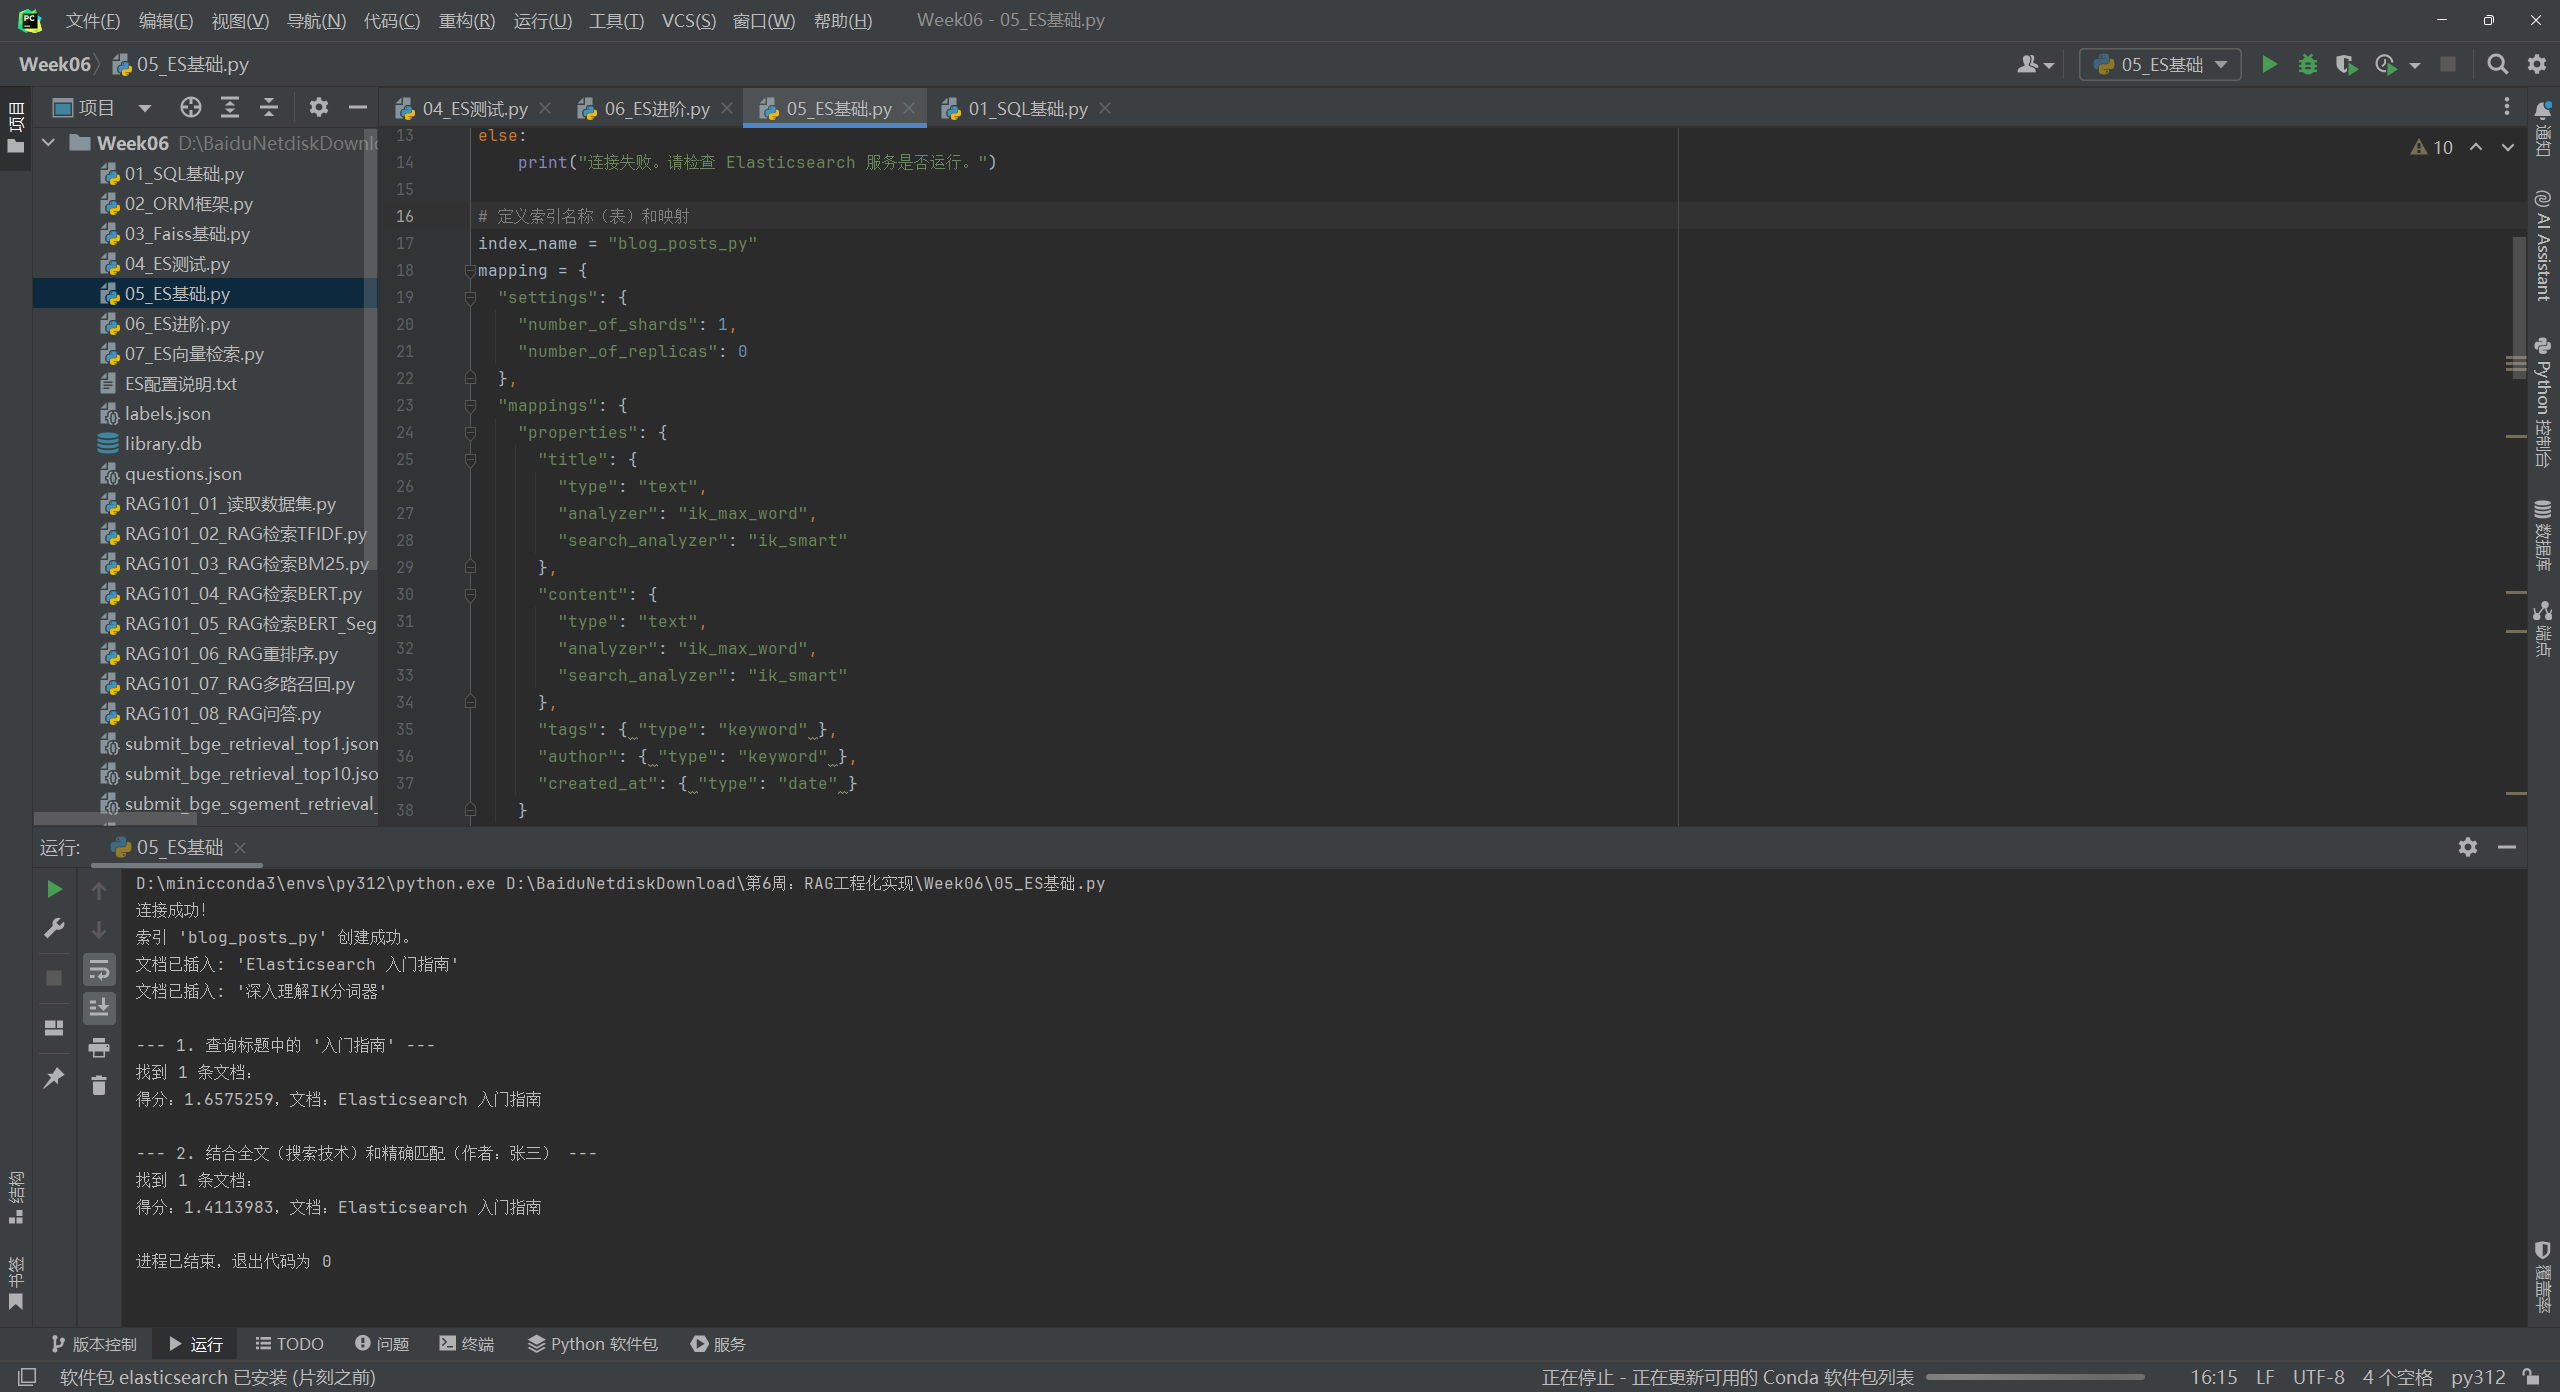 文件(F) 编辑(E) 视图(V) 导航(N) 代码(C) 重构(R) 运行(U) 工具(T) VCS(S) 窗口(W) 帮助(H) Week06 - 05_ES基础.py
Week06 05_ES基础.py
05_ES基础
项目
04_ES测试.py 06_ES进阶.py 05_ES基础.py 01_SQL基础.py
项目
Week06 D:\BaiduNetdiskDownl
01_SQL基础.py
02_ORM框架.py
03_Faiss基础.py
04_ES测试.py
05_ES基础.py
06_ES进阶.py
07_ES向量检索.py
ES配置说明.txt
labels.json
library.db
questions.json
RAG101_01_读取数据集.py
RAG101_02_RAG检索TFIDF.py
RAG101_03_RAG检索BM25.py
RAG101_04_RAG检索BERT.py
RAG101_05_RAG检索BERT_Seg
RAG101_06_RAG重排序.py
RAG101_07_RAG多路召回.py
RAG101_08_RAG问答.py
submit_bge_retrieval_top1.json
submit_bge_retrieval_top10.jso
submit_bge_sgement_retrieval_
13 else:
14 print("连接失败。请检查 Elasticsearch 服务是否运行。")
15
16 # 定义索引名称（表）和映射
17 index_name = "blog_posts_py"
18 mapping = {
19 "settings": {
20 "number_of_shards": 1,
21 "number_of_replicas": 0
22 },
23 "mappings": {
24 "properties": {
25 "title": {
26 "type": "text",
27 "analyzer": "ik_max_word",
28 "search_analyzer": "ik_smart"
29 },
30 "content": {
31 "type": "text",
32 "analyzer": "ik_max_word",
33 "search_analyzer": "ik_smart"
34 },
35 "tags": { "type": "keyword" },
36 "author": { "type": "keyword" },
37 "created_at": { "type": "date" }
38 }
10
通知
AI Assistant
Python 控制台
数据库
端点
覆盖率
运行: 05_ES基础
D:\minicconda3\envs\py312\python.exe D:\BaiduNetdiskDownload\第6周：RAG工程化实现\Week06\05_ES基础.py
连接成功！
索引 'blog_posts_py' 创建成功。
文档已插入: 'Elasticsearch 入门指南'
文档已插入: '深入理解IK分词器'
--- 1. 查询标题中的 '入门指南' ---
找到 1 条文档:
得分：1.6575259，文档：Elasticsearch 入门指南
--- 2. 结合全文（搜索技术）和精确匹配（作者：张三） ---
找到 1 条文档:
得分：1.4113983，文档：Elasticsearch 入门指南
进程已结束，退出代码为 0
结构
书签
版本控制 运行 TODO 问题 终端 Python 软件包 服务
软件包 elasticsearch 已安装 (片刻之前) 正在停止 - 正在更新可用的 Conda 软件包列表 16:15 LF UTF-8 4 个空格 py312